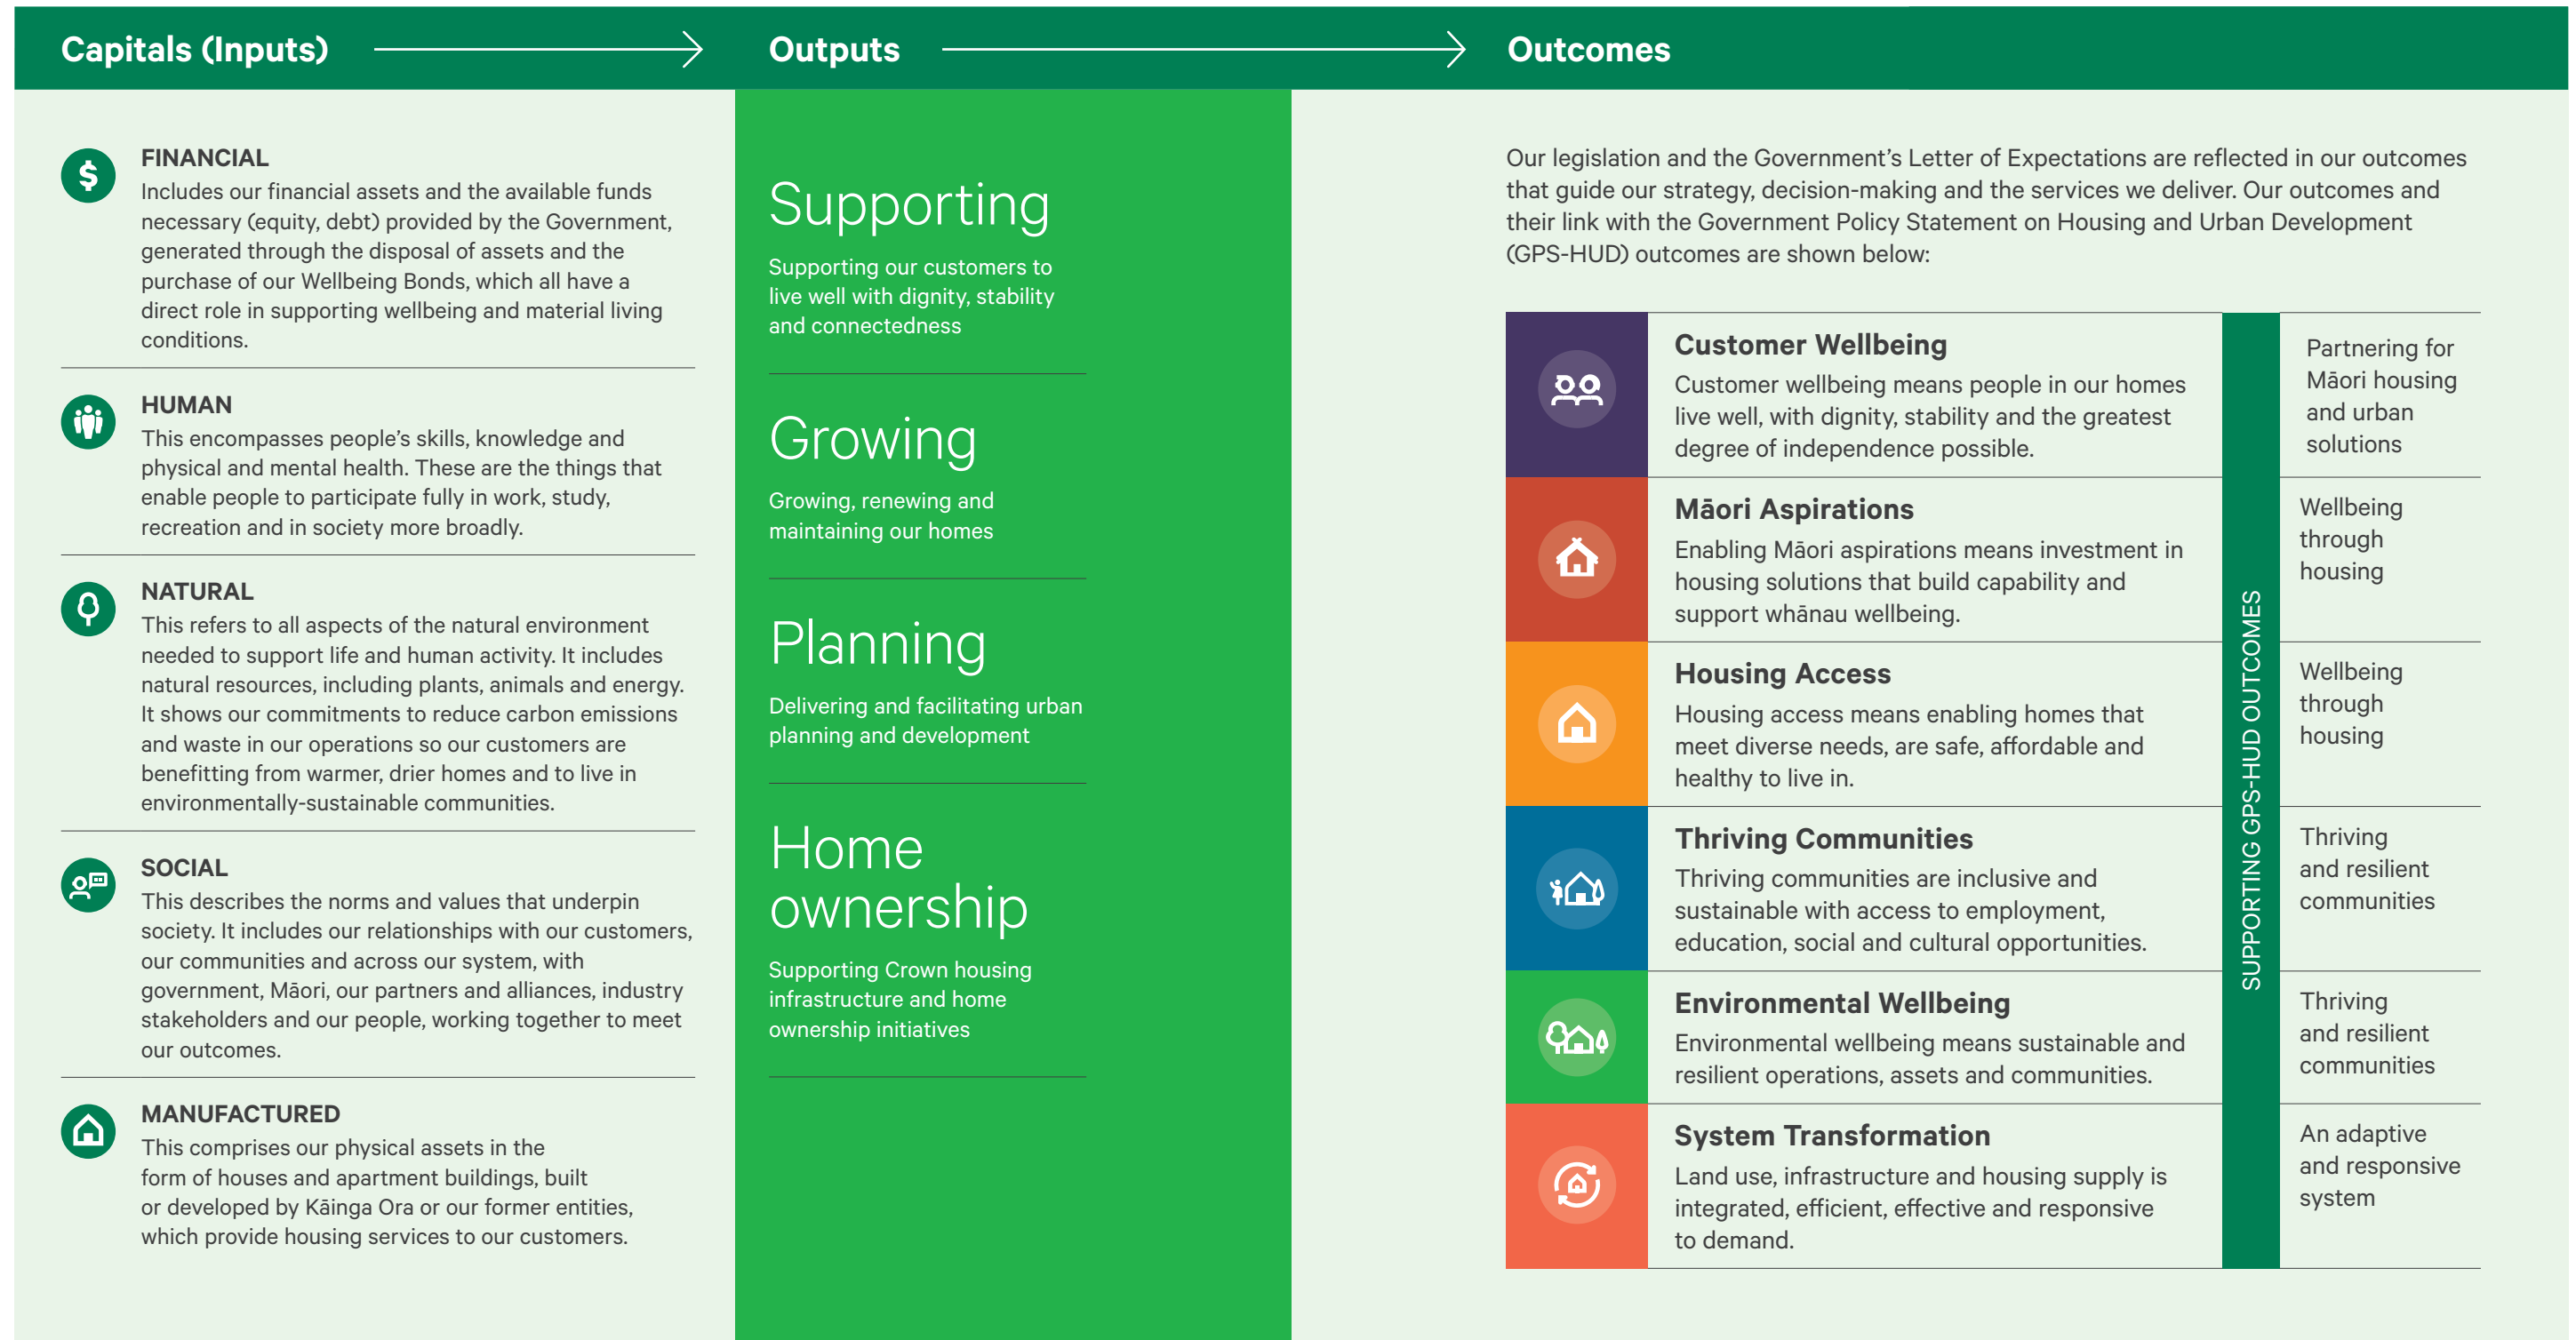 Capitals (Inputs)
Outputs
Outcomes
FINANCIAL
Includes our financial assets and the available funds
necessary (equity, debt) provided by the Government,
generated through the disposal of assets and the
purchase of our Wellbeing Bonds, which all have a
direct role in supporting wellbeing and material living
conditions.
HUMAN
This encompasses people’s skills, knowledge and
physical and mental health. These are the things that
enable people to participate fully in work, study,
recreation and in society more broadly.
NATURAL
This refers to all aspects of the natural environment
needed to support life and human activity. It includes
natural resources, including plants, animals and energy.
It shows our commitments to reduce carbon emissions
and waste in our operations so our customers are
benefitting from warmer, drier homes and to live in
environmentally-sustainable communities.
SOCIAL
This describes the norms and values that underpin
society. It includes our relationships with our customers,
our communities and across our system, with
government, Māori, our partners and alliances, industry
stakeholders and our people, working together to meet
our outcomes.
MANUFACTURED
This comprises our physical assets in the
form of houses and apartment buildings, built
or developed by Kāinga Ora or our former entities,
which provide housing services to our customers.
Supporting
Supporting our customers to
live well with dignity, stability
and connectedness
Growing
Growing, renewing and
maintaining our homes
Planning
Delivering and facilitating urban
planning and development
Home
ownership
Supporting Crown housing
infrastructure and home
ownership initiatives
Our legislation and the Government’s Letter of Expectations are reflected in our outcomes
that guide our strategy, decision-making and the services we deliver. Our outcomes and
their link with the Government Policy Statement on Housing and Urban Development
(GPS-HUD) outcomes are shown below:
Customer Wellbeing
Customer wellbeing means people in our homes
live well, with dignity, stability and the greatest
degree of independence possible.
Māori Aspirations
Enabling Māori aspirations means investment in
housing solutions that build capability and
support whānau wellbeing.
Housing Access
Housing access means enabling homes that
meet diverse needs, are safe, affordable and
healthy to live in.
Thriving Communities
Thriving communities are inclusive and
sustainable with access to employment,
education, social and cultural opportunities.
Environmental Wellbeing
Environmental wellbeing means sustainable and
resilient operations, assets and communities.
System Transformation
Land use, infrastructure and housing supply is
integrated, efficient, effective and responsive
to demand.
SUPPORTING GPS-HUD OUTCOMES
Partnering for
Māori housing
and urban
solutions
Wellbeing
through
housing
Wellbeing
through
housing
Thriving
and resilient
communities
Thriving
and resilient
communities
An adaptive
and responsive
system